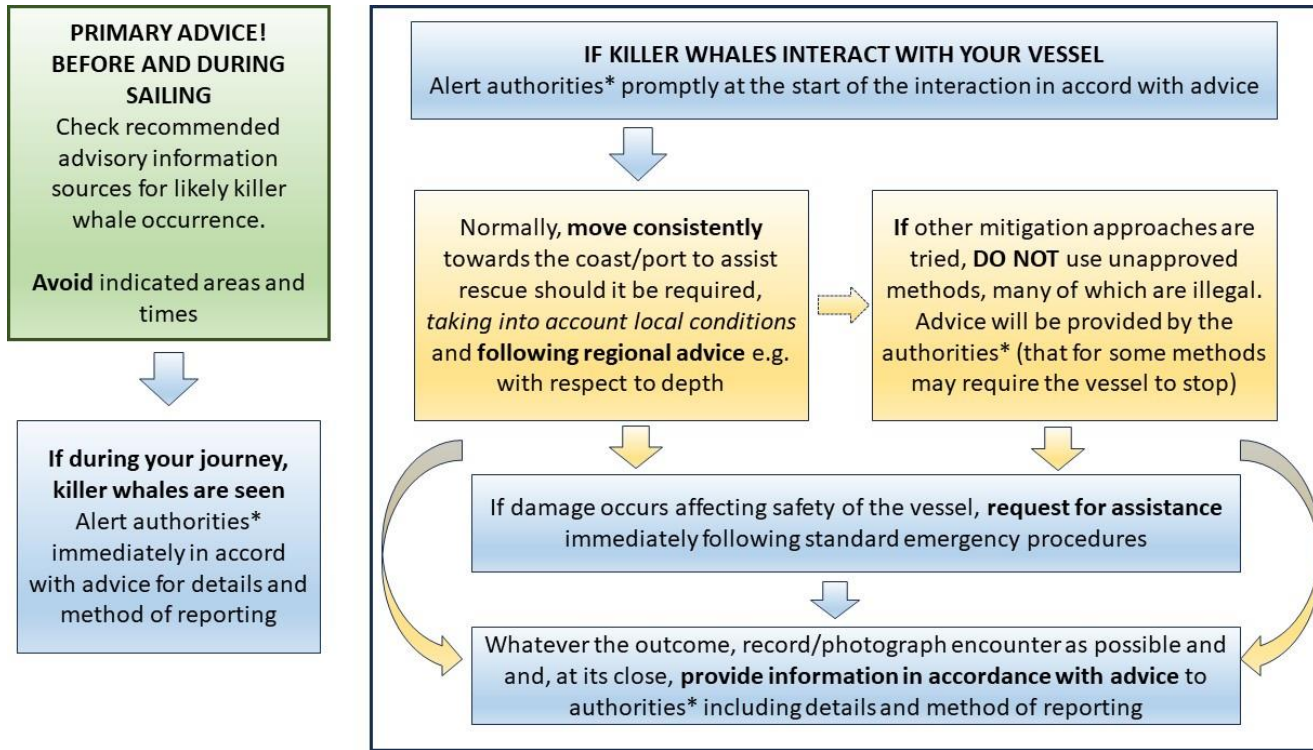 PRIMARY ADVICE!
BEFORE AND DURING
SAILING
Check recommended
advisory information
sources for likely killer
whale occurrence.
Avoid indicated areas and
times
If during your journey,
killer whales are seen
Alert authorities*
immediately in accord
with advice for details and
method of reporting
IF KILLER WHALES INTERACT WITH YOUR VESSEL
Alert authorities* promptly at the start of the interaction in accord with advice
Normally, move consistently
towards the coast/port to assist
rescue should it be required,
taking into account local conditions
and following regional advice e.g.
with respect to depth
If other mitigation approaches are
tried, DO NOT use unapproved
methods, many of which are illegal.
Advice will be provided by the
authorities* (that for some methods
may require the vessel to stop)
If damage occurs affecting safety of the vessel, request for assistance
immediately following standard emergency procedures
Whatever the outcome, record/photograph encounter as possible and
and, at its close, provide information in accordance with advice to
authorities* including details and method of reporting